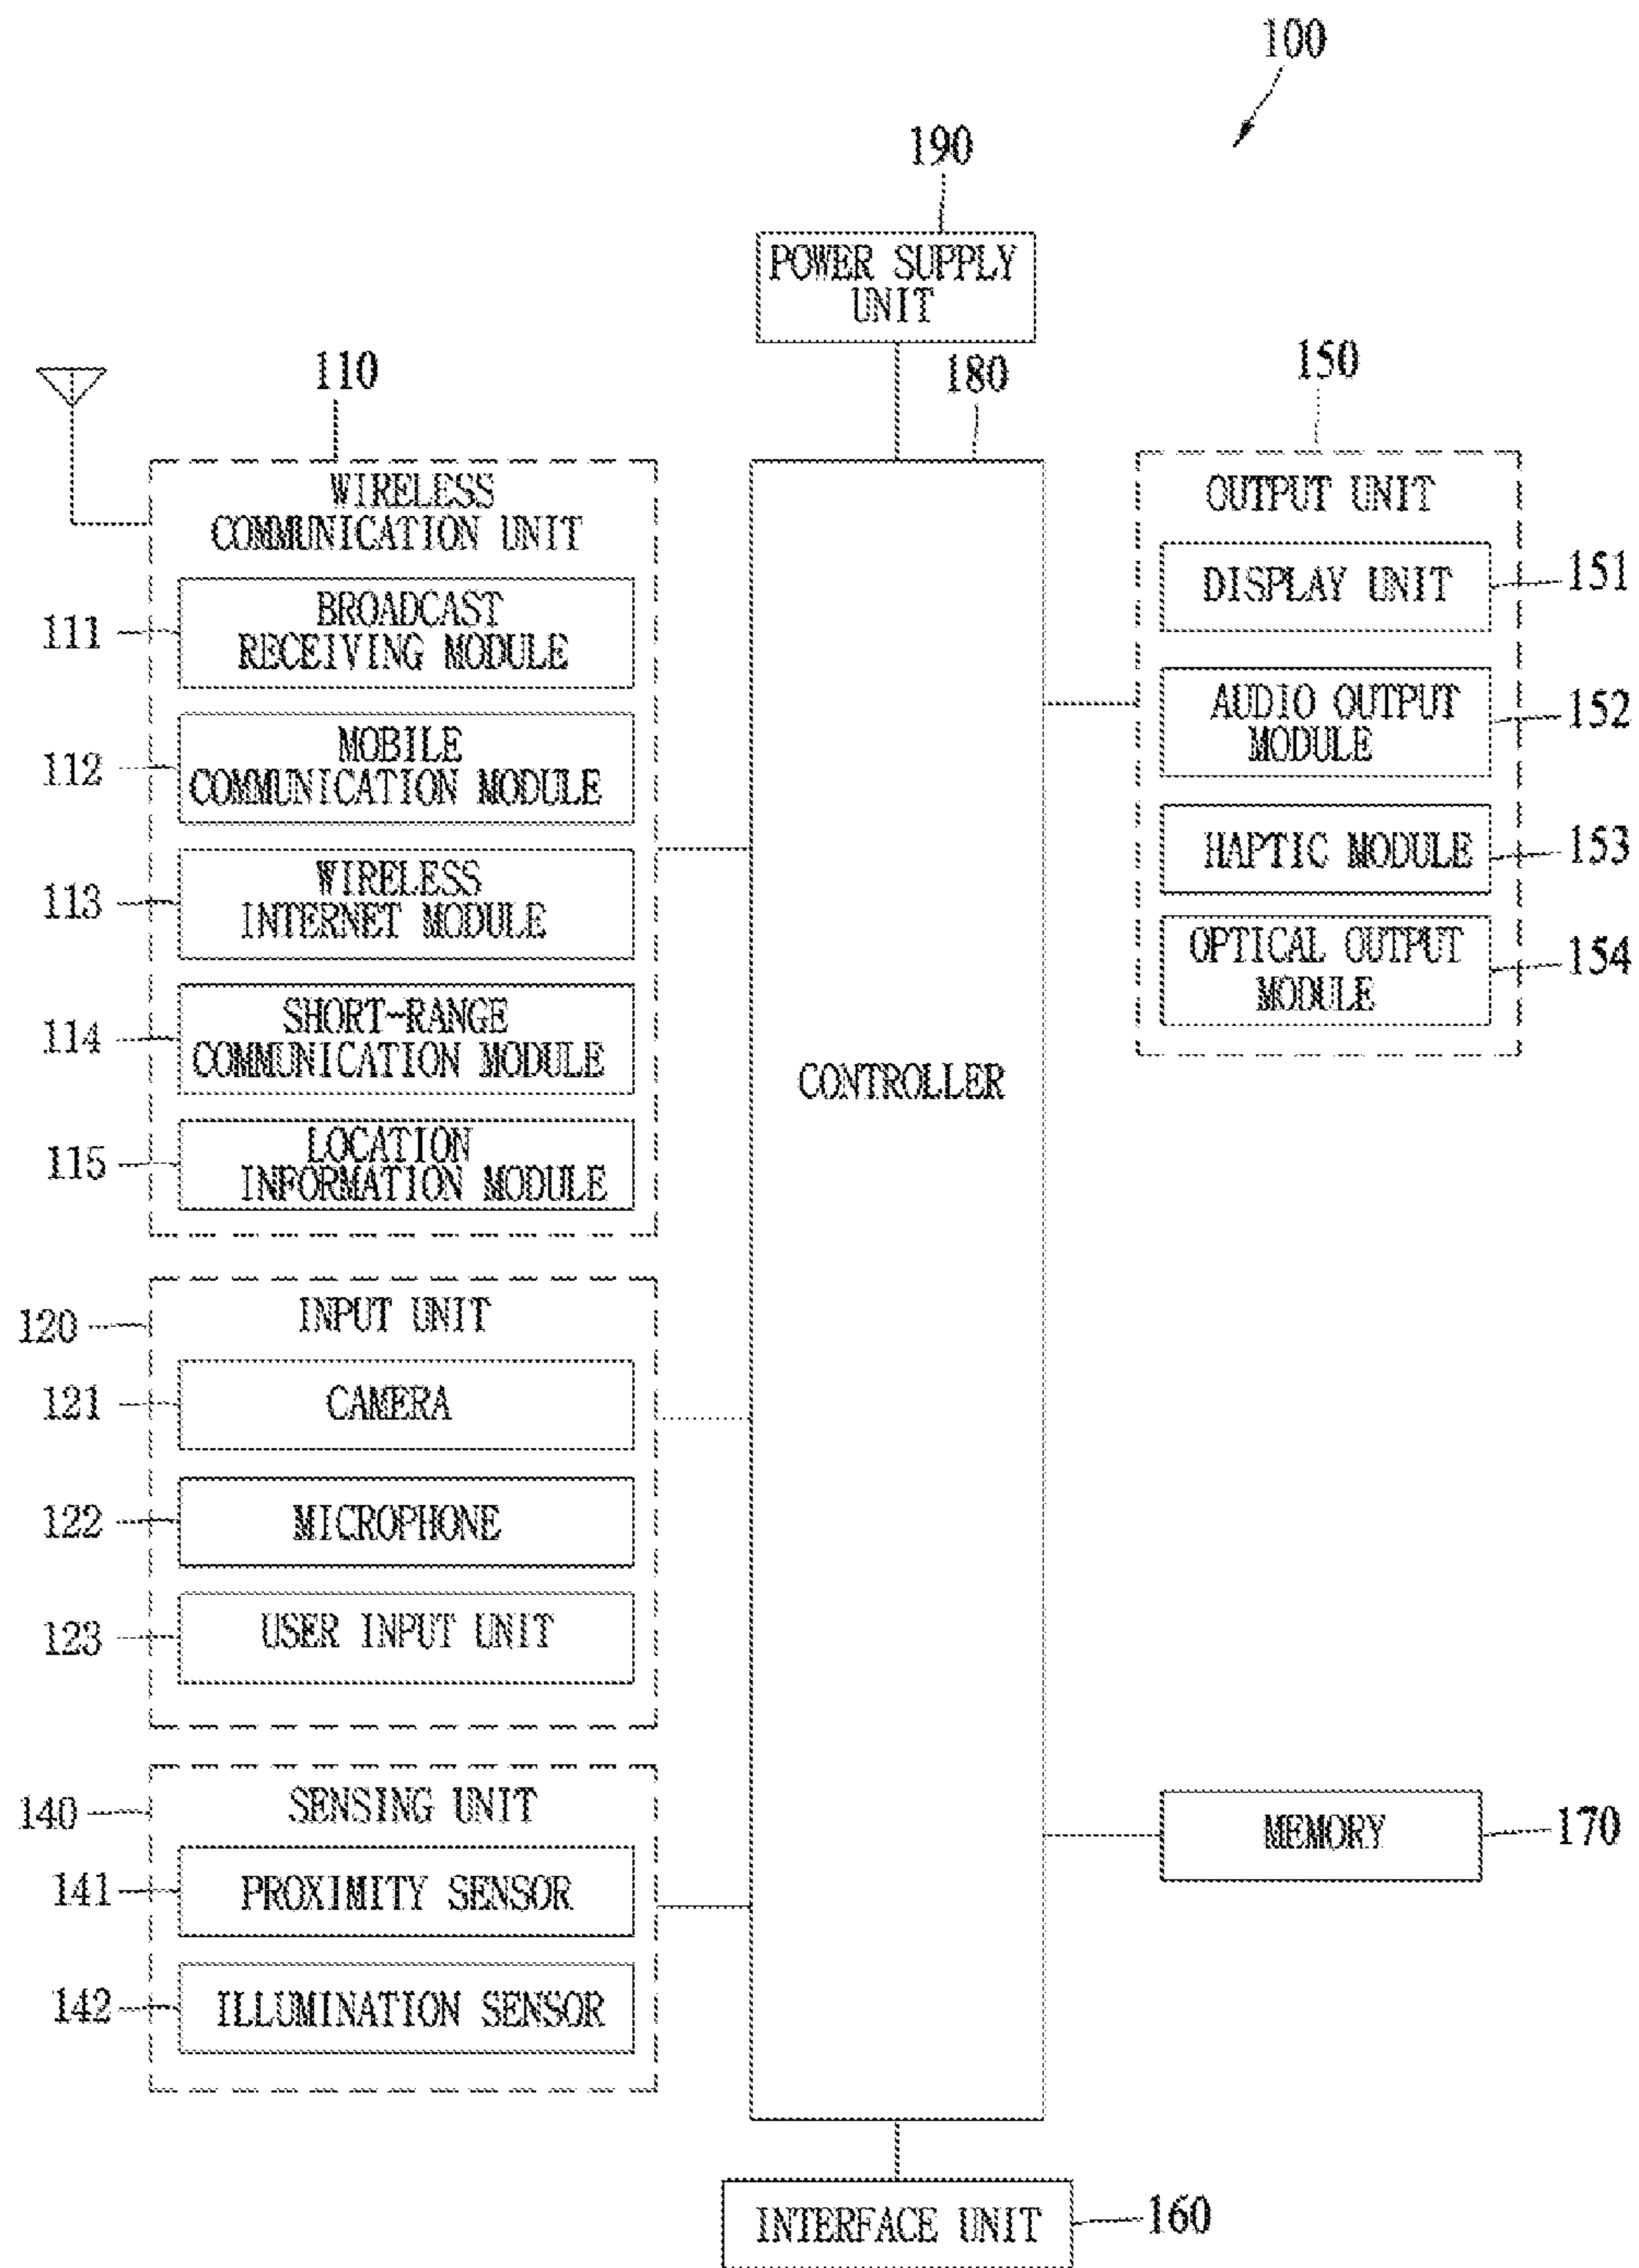 100
190
POWER SUPPLY
UNIT
110
180
150
WIRELESS
COMMUNICATION UNIT
111
BROADCAST
RECEIVING MODULE
112
MOBILE
COMMUNICATION MODULE
113
WIRELESS
INTERNET MODULE
114
SHORT-RANGE
COMMUNICATION MODULE
115
LOCATION
INFORMATION MODULE
120
INPUT UNIT
121
CAMERA
122
MICROPHONE
123
USER INPUT UNIT
140
SENSING UNIT
141
PROXIMITY SENSOR
142
ILLUMINATION SENSOR
CONTROLLER
OUTPUT UNIT
DISPLAY UNIT
151
AUDIO OUTPUT
MODULE
152
HAPTIC MODULE
153
OPTICAL OUTPUT
MODULE
154
MEMORY
170
INTERFACE UNIT
160